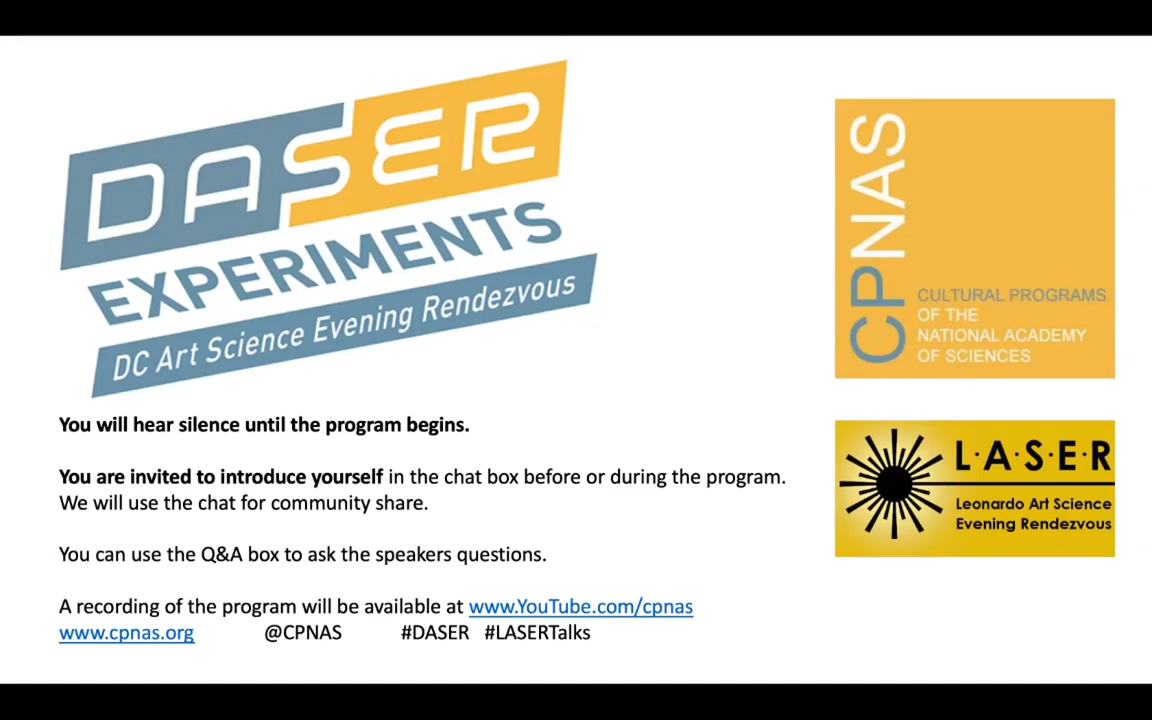 DASER
EXPERIMENTS
DC Art Science Evening Rendezvous
CPNAS
CULTURAL PROGRAMS
OF THE
NATIONAL ACADEMY
OF SCIENCES
L·A·S·E·R
Leonardo Art Science
Evening Rendezvous
You will hear silence until the program begins.
You are invited to introduce yourself in the chat box before or during the program.
We will use the chat for community share.
You can use the Q&A box to ask the speakers questions.
A recording of the program will be available at www.YouTube.com/cpnas
www.cpnas.org @CPNAS #DASER #LASERTalks